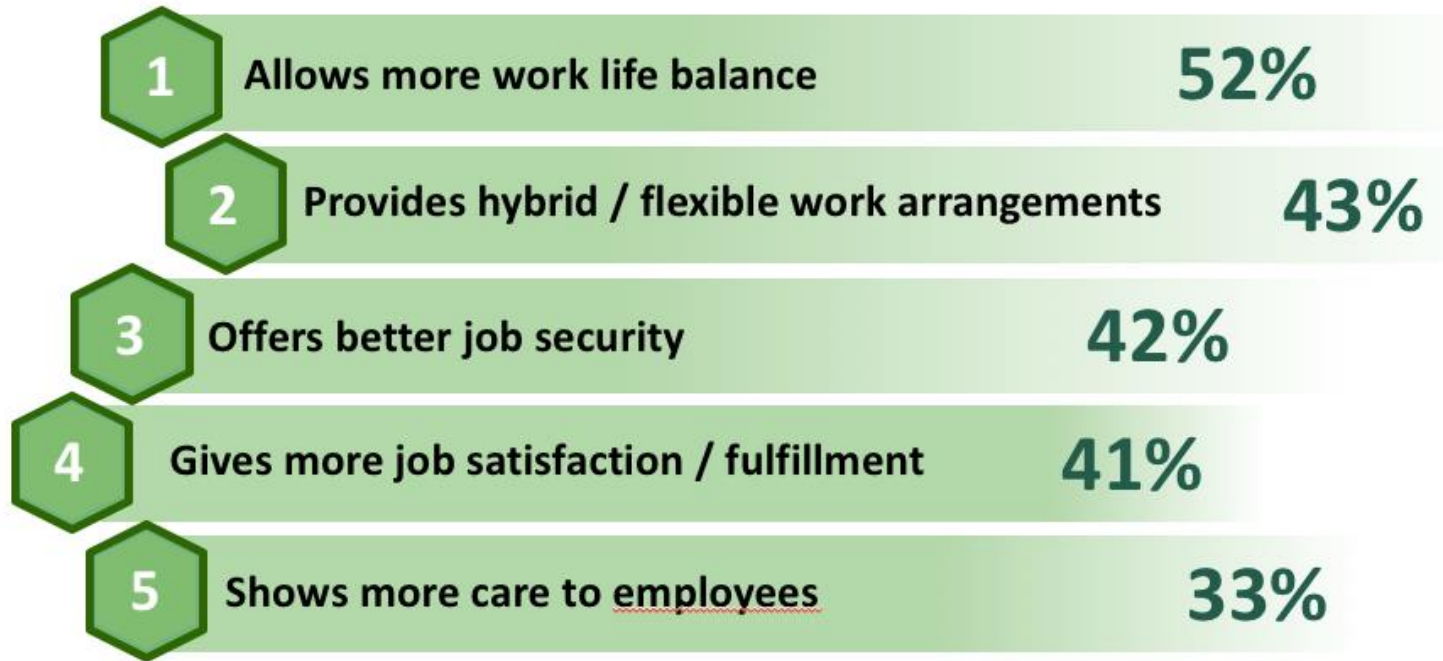 1 Allows more work life balance 52%
2 Provides hybrid / flexible work arrangements 43%
3 Offers better job security 42%
4 Gives more job satisfaction / fulfillment 41%
5 Shows more care to employees 33%